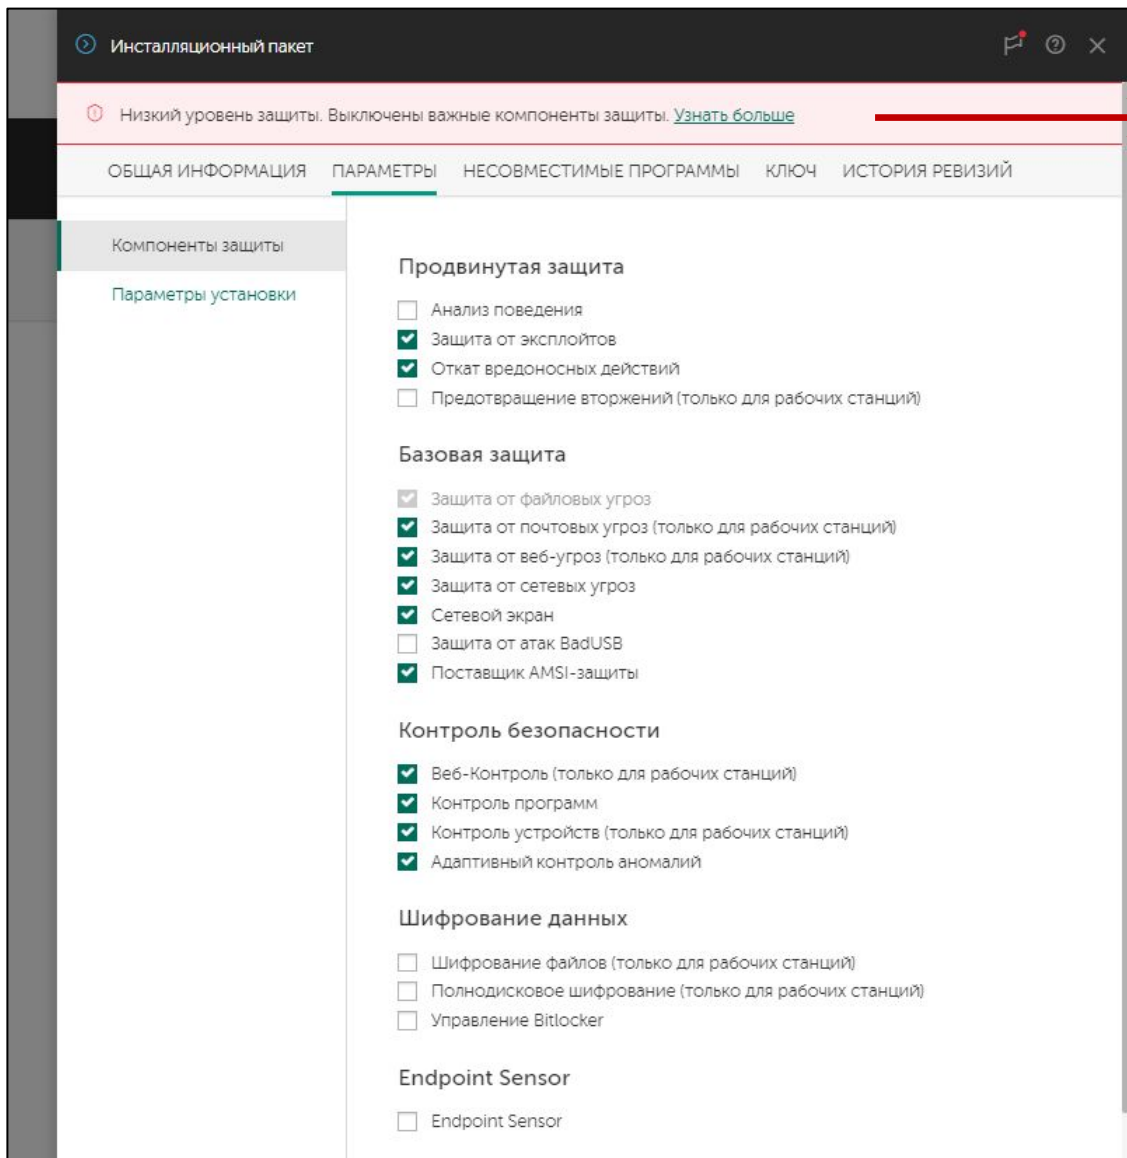 Инсталляционный пакет
Низкий уровень защиты. Выключены важные компоненты защиты. Узнать больше
ОБЩАЯ ИНФОРМАЦИЯ ПАРАМЕТРЫ НЕСОВМЕСТИМЫЕ ПРОГРАММЫ КЛЮЧ ИСТОРИЯ РЕВИЗИЙ
Компоненты защиты
Параметры установки
Продвинутая защита
Анализ поведения
Защита от эксплойтов
Откат вредоносных действий
Предотвращение вторжений (только для рабочих станций)
Базовая защита
Защита от файловых угроз
Защита от почтовых угроз (только для рабочих станций)
Защита от веб-угроз (только для рабочих станций)
Защита от сетевых угроз
Сетевой экран
Защита от атак BadUSB
Поставщик AMSI-защиты
Контроль безопасности
Веб-Контроль (только для рабочих станций)
Контроль программ
Контроль устройств (только для рабочих станций)
Адаптивный контроль аномалий
Шифрование данных
Шифрование файлов (только для рабочих станций)
Полнодисковое шифрование (только для рабочих станций)
Управление Bitlocker
Endpoint Sensor
Endpoint Sensor